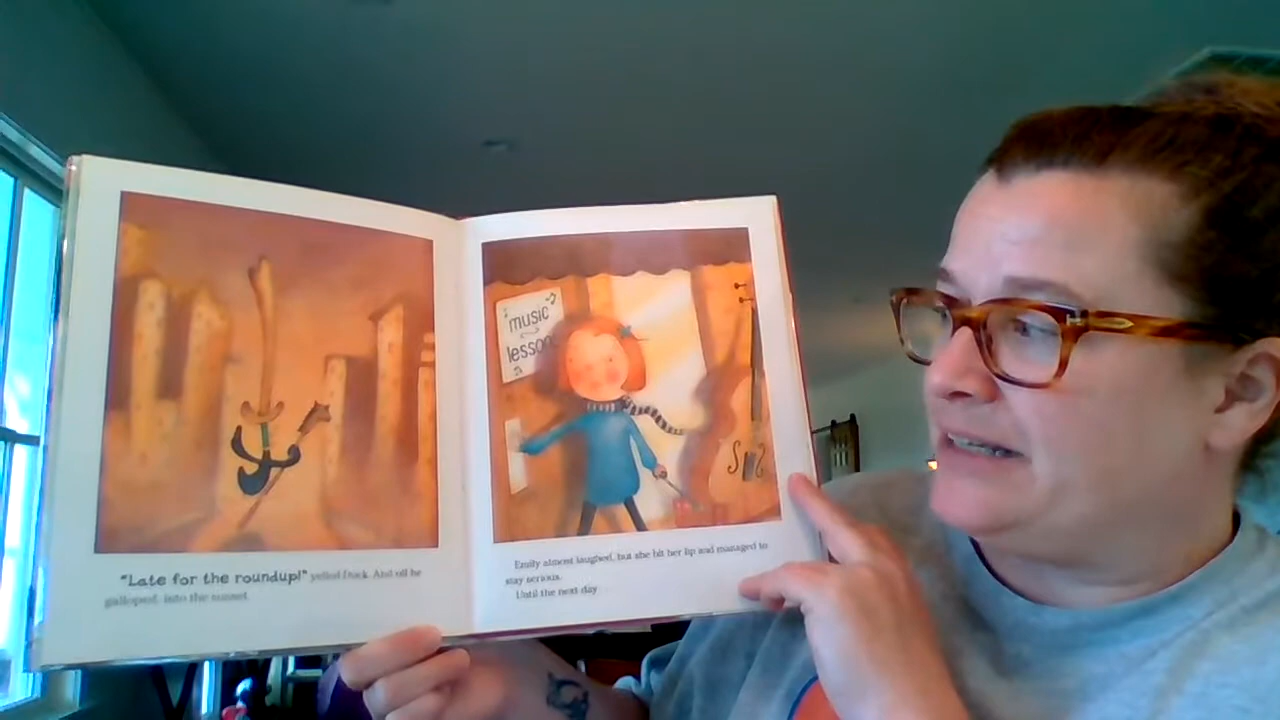 "Late for the roundup!" yelled Duck. And off he
galloped, into the sunset.
music
lesson
Emily almost laughed, but she bit her lip and managed to
stay serious.
Until the next day